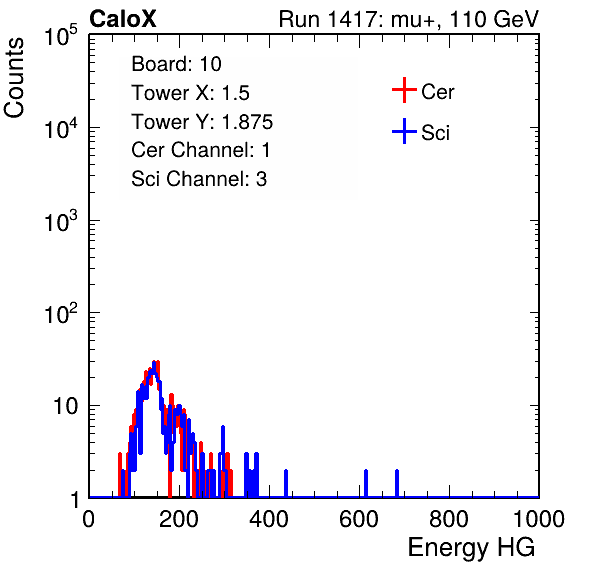 CaloX Run 1417: mu+, 110 GeV
Counts
10^5
10^4
10^3
10^2
10
1
Board: 10
Tower X: 1.5
Tower Y: 1.875
Cer Channel: 1
Sci Channel: 3
Cer
Sci
0 200 400 600 800 1000
Energy HG